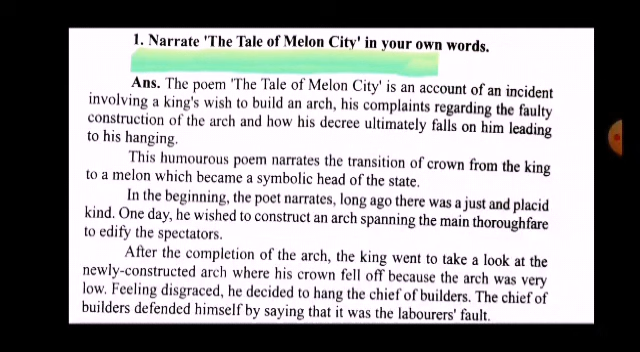 1. Narrate 'The Tale of Melon City' in your own words.
Ans. The poem 'The Tale of Melon City' is an account of an incident
involving a king's wish to build an arch, his complaints regarding the faulty
construction of the arch and how his decree ultimately falls on him leading
to his hanging.
This humourous poem narrates the transition of crown from the king
to a melon which became a symbolic head of the state.
In the beginning, the poet narrates, long ago there was a just and placid
kind. One day, he wished to construct an arch spanning the main thoroughfare
to edify the spectators.
After the completion of the arch, the king went to take a look at the
newly-constructed arch where his crown fell off because the arch was very
low. Feeling disgraced, he decided to hang the chief of builders. The chief of
builders defended himself by saying that it was the labourers' fault.